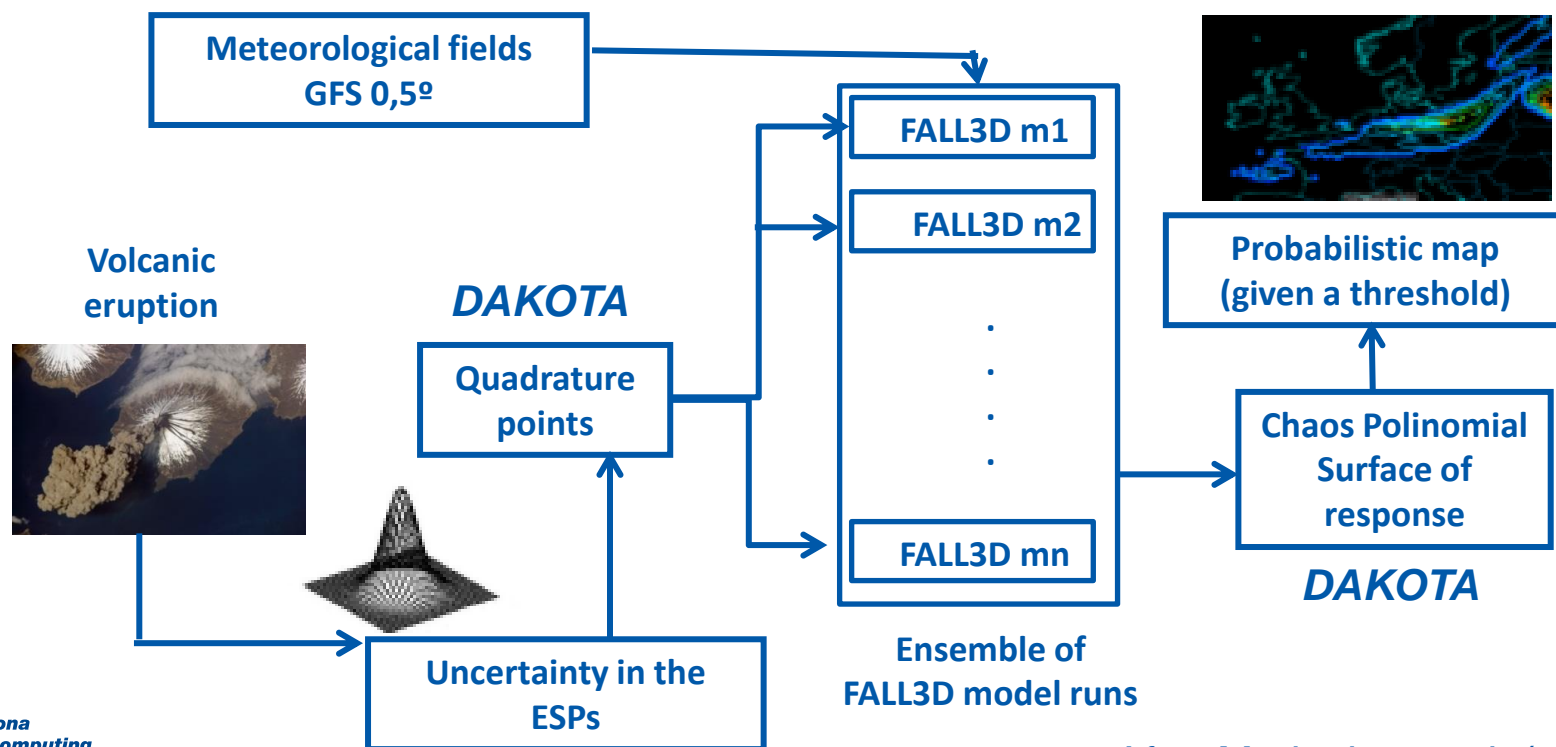 Meteorological fields
GFS 0,5º
FALL3D m1
FALL3D m2
.
.
.
.
FALL3D mn
Ensemble of
FALL3D model runs
Volcanic
eruption
DAKOTA
Quadrature
points
Uncertainty in the
ESPs
Probabilistic map
(given a threshold)
Chaos Polinomial
Surface of
response
DAKOTA